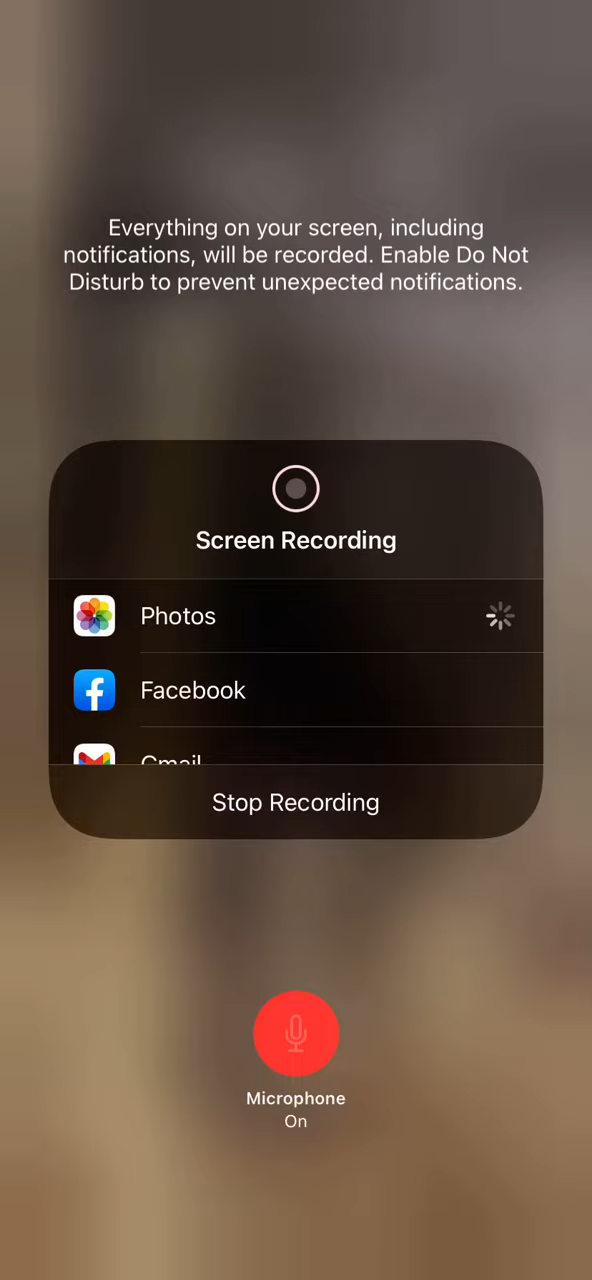 Everything on your screen, including
notifications, will be recorded. Enable Do Not
Disturb to prevent unexpected notifications.
Screen Recording
Photos
Facebook
Gmail
Stop Recording
Microphone
On